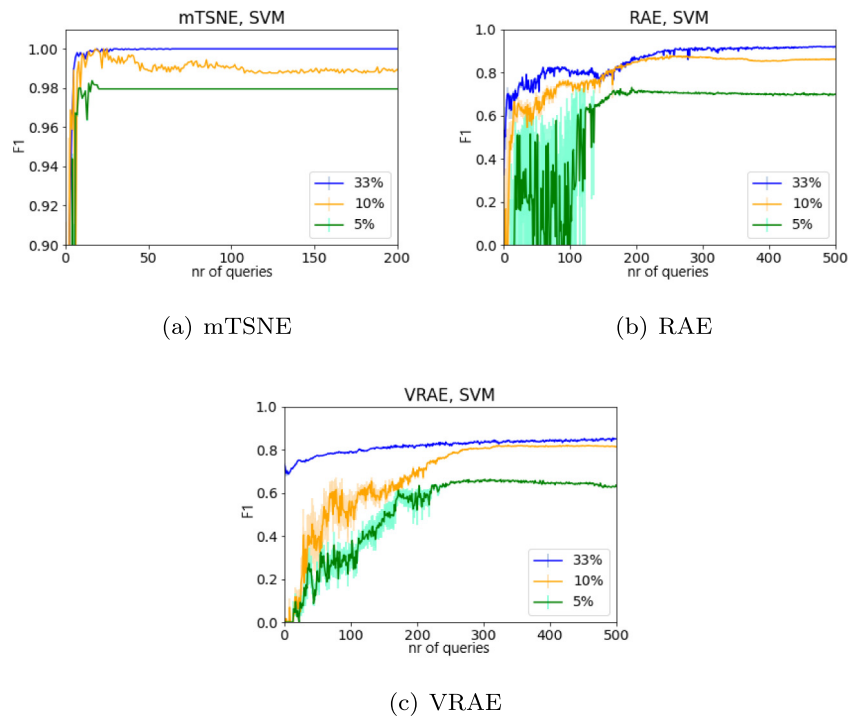 mTSNE, SVM
1.00
0.98
0.96
0.94
0.92
0.90
F1
0 50 100 150 200
nr of queries
33%
10%
5%
(a) mTSNE
RAE, SVM
1.0
0.8
0.6
0.4
0.2
0.0
F1
0 100 200 300 400 500
nr of queries
33%
10%
5%
(b) RAE
VRAE, SVM
1.0
0.8
0.6
0.4
0.2
0.0
F1
0 100 200 300 400 500
nr of queries
33%
10%
5%
(c) VRAE